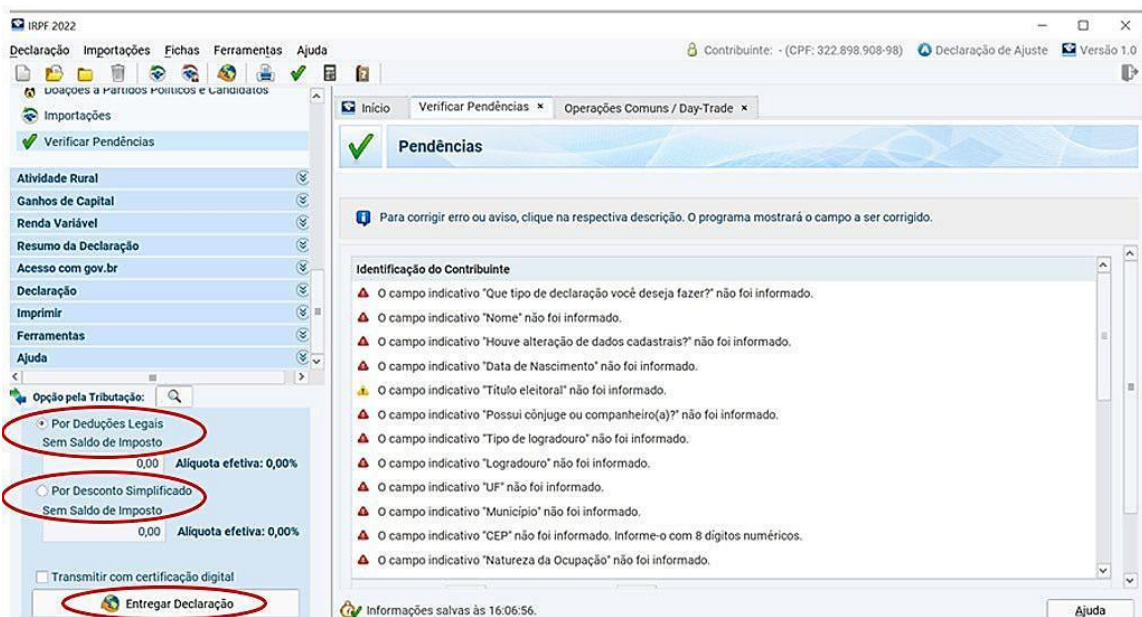 IRPF 2022
Declaração Importações Fichas Ferramentas Ajuda
Contribuinte: - (CPF: 322.898.908-98) Declaração de Ajuste Versão 1.0
Doações a Partidos Políticos e Candidatos
Importações
Verificar Pendências
Atividade Rural
Ganhos de Capital
Renda Variável
Resumo da Declaração
Acesso com gov.br
Declaração
Imprimir
Ferramentas
Ajuda
Opção pela Tributação:
Por Deduções Legais
Sem Saldo de Imposto
0,00 Alíquota efetiva: 0,00%
Por Desconto Simplificado
Sem Saldo de Imposto
0,00 Alíquota efetiva: 0,00%
Transmitir com certificação digital
Entregar Declaração
Início Verificar Pendências × Operações Comuns / Day-Trade ×
Pendências
Para corrigir erro ou aviso, clique na respectiva descrição. O programa mostrará o campo a ser corrigido.
Identificação do Contribuinte
O campo indicativo "Que tipo de declaração você deseja fazer?" não foi informado.
O campo indicativo "Nome" não foi informado.
O campo indicativo "Houve alteração de dados cadastrais?" não foi informado.
O campo indicativo "Data de Nascimento" não foi informado.
O campo indicativo "Título eleitoral" não foi informado.
O campo indicativo "Possui cônjuge ou companheiro(a)?" não foi informado.
O campo indicativo "Tipo de logradouro" não foi informado.
O campo indicativo "Logradouro" não foi informado.
O campo indicativo "UF" não foi informado.
O campo indicativo "Município" não foi informado.
O campo indicativo "CEP" não foi informado. Informe-o com 8 dígitos numéricos.
O campo indicativo "Natureza da Ocupação" não foi informado.
Informações salvas às 16:06:56.
Ajuda